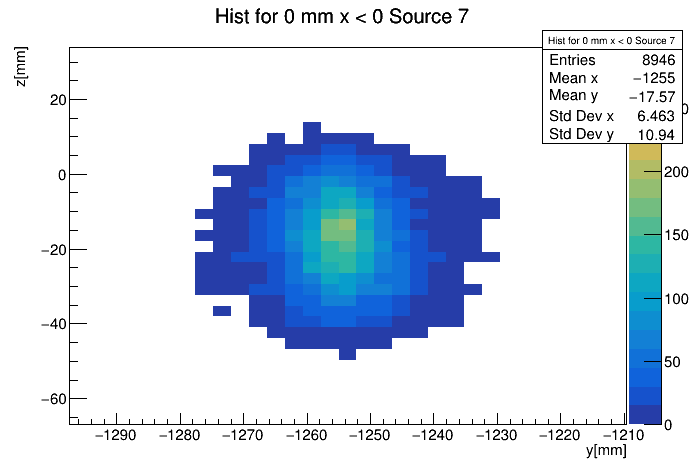 Hist for 0 mm x < 0 Source 7
z[mm]
Hist for 0 mm x < 0 Source 7
Entries 8946
Mean x −1255
Mean y −17.57
Std Dev x 6.463
Std Dev y 10.94
20
0
−20
−40
−60
200
150
100
50
0
−1290 −1280 −1270 −1260 −1250 −1240 −1230 −1220 −1210
y[mm]